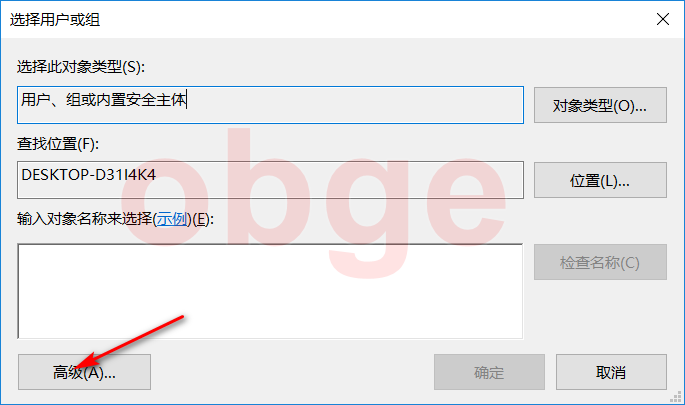 选择用户或组
选择此对象类型(S):
用户、组或内置安全主体
对象类型(O)...
查找位置(F):
DESKTOP-D31I4K4
位置(L)...
输入对象名称来选择(示例)(E):
检查名称(C)
高级(A)...
确定
取消
obge